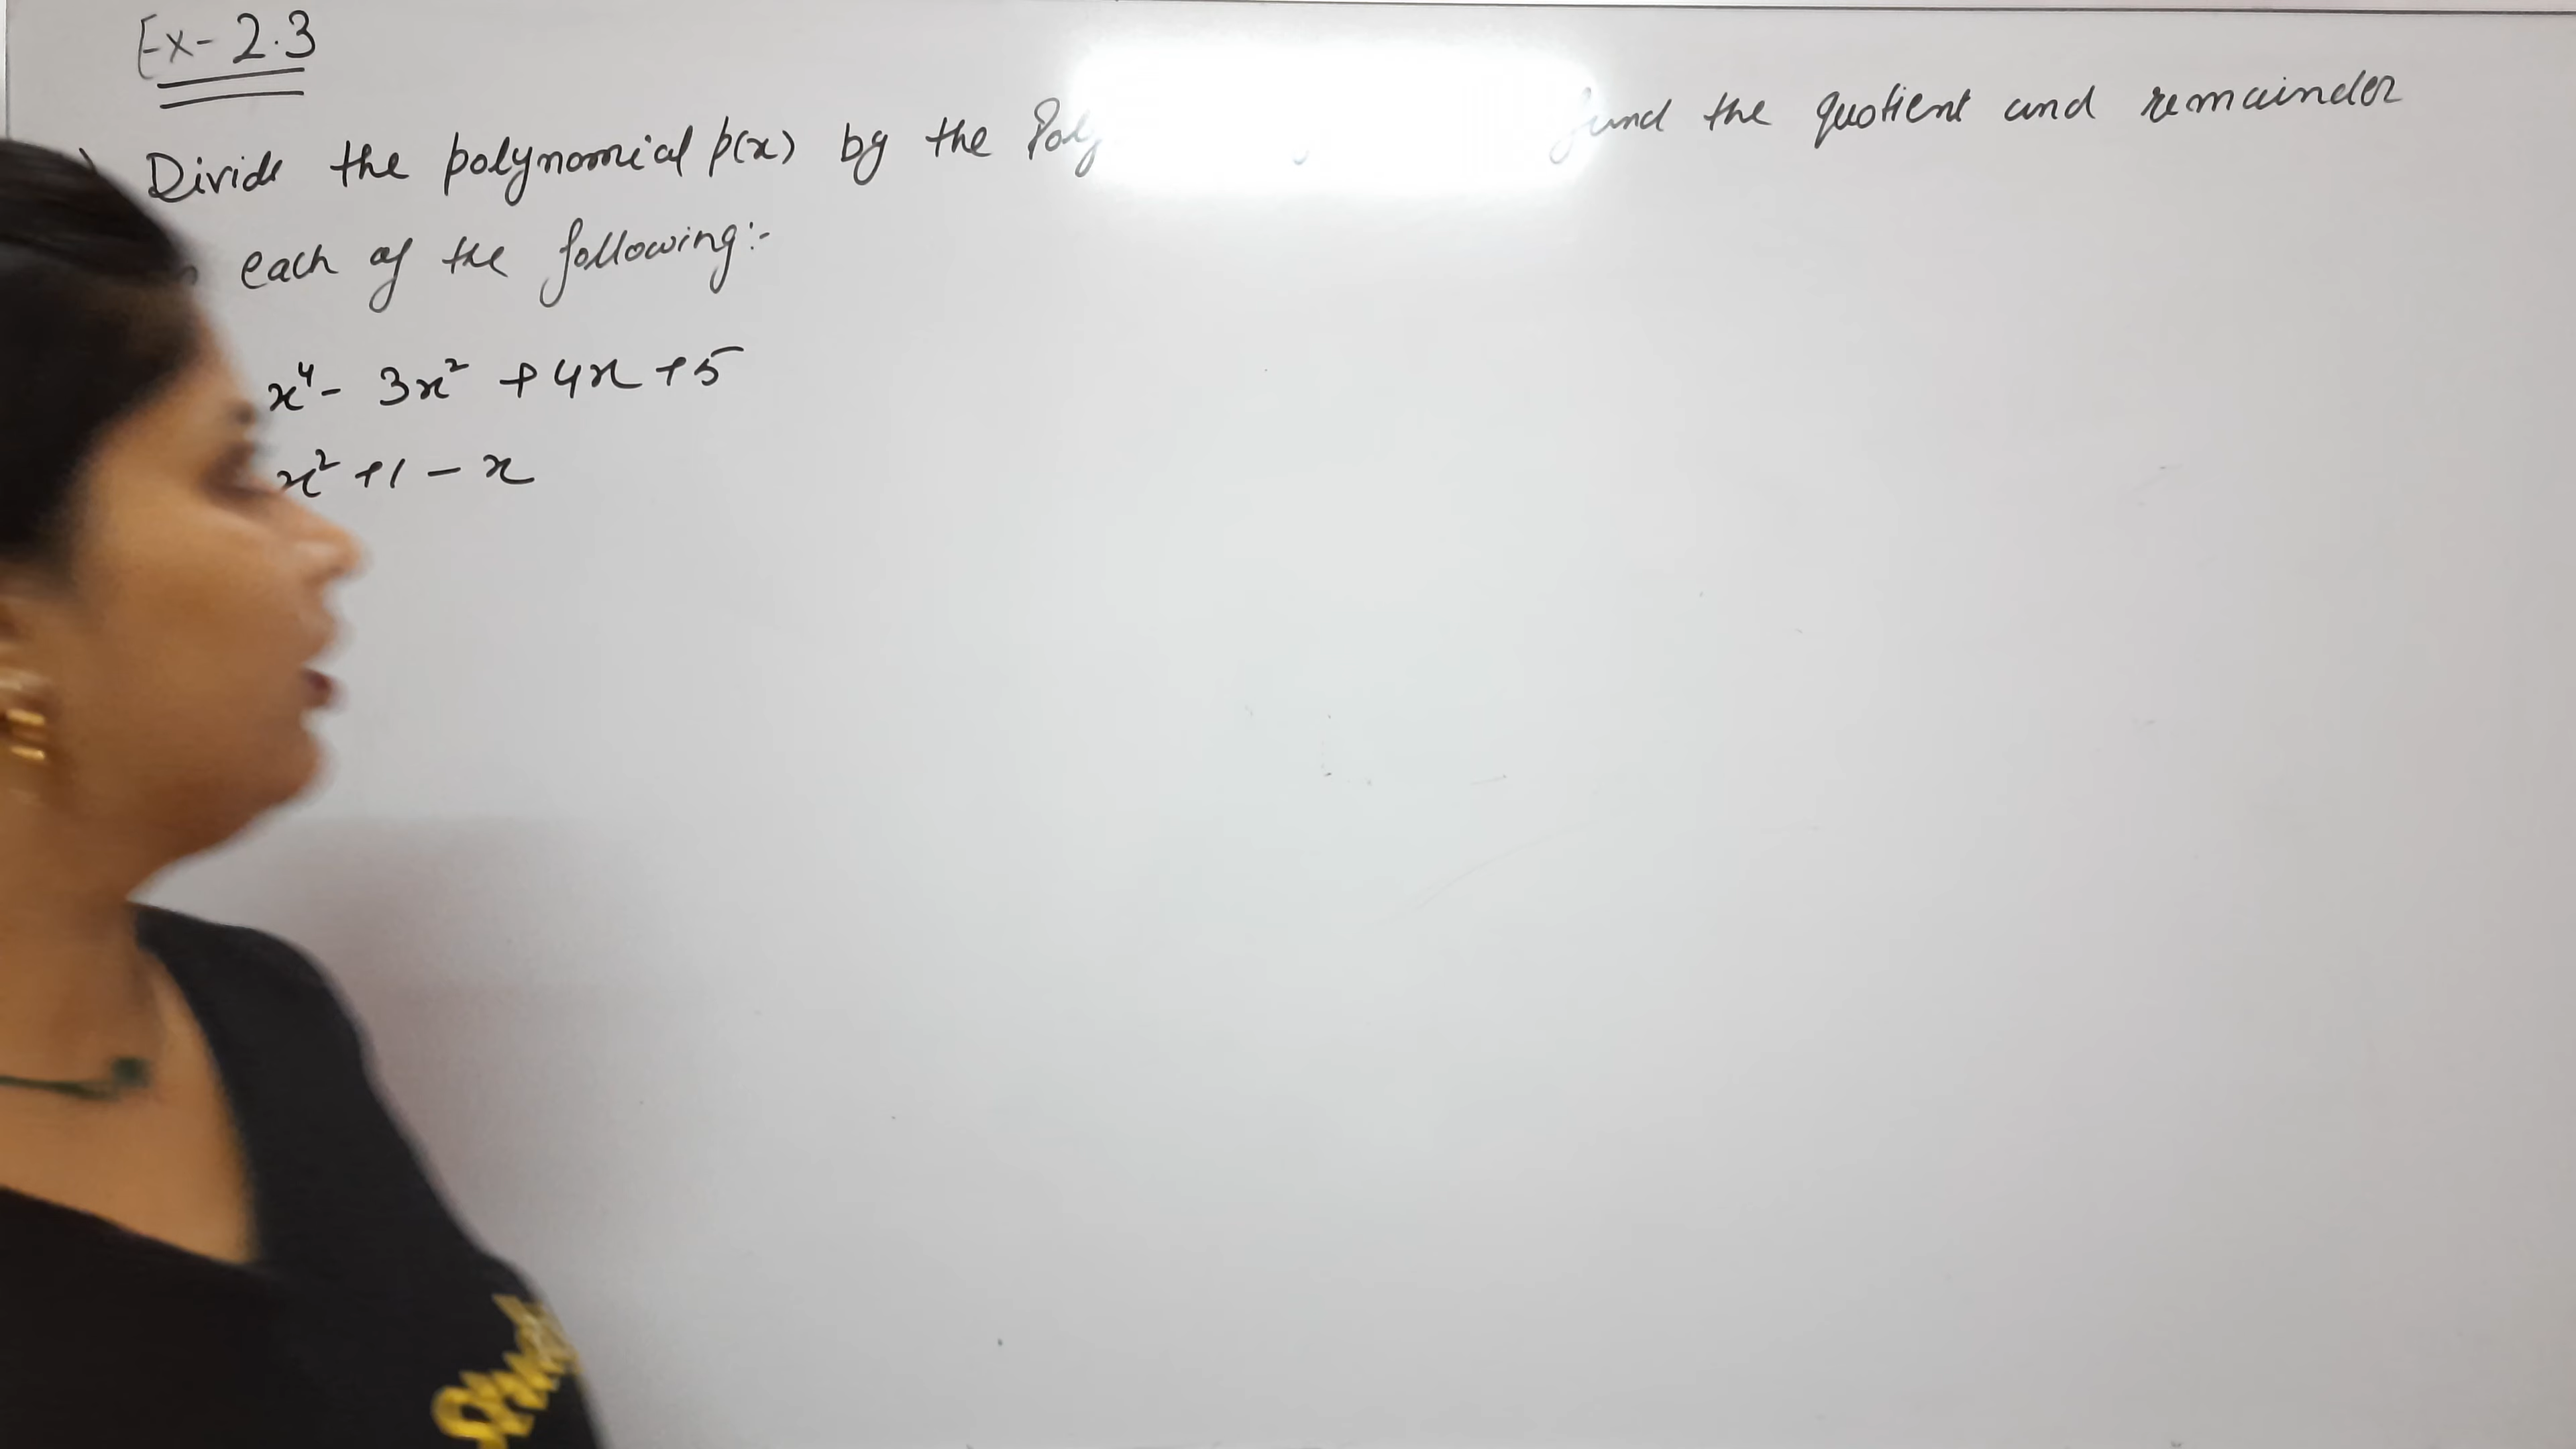 Ex- 2.3
Divide the polynomial p(x) by the Poly find the quotient and remainder
each of the following:-
x⁴- 3x² +4x +5
x² +1 - x